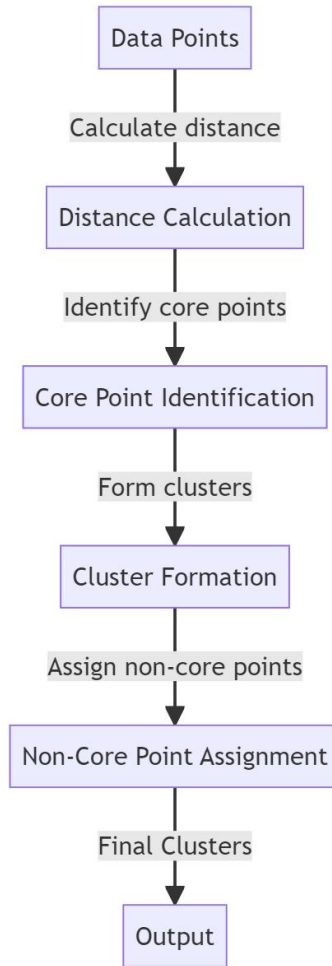 Data Points
Calculate distance
Distance Calculation
Identify core points
Core Point Identification
Form clusters
Cluster Formation
Assign non-core points
Non-Core Point Assignment
Final Clusters
Output